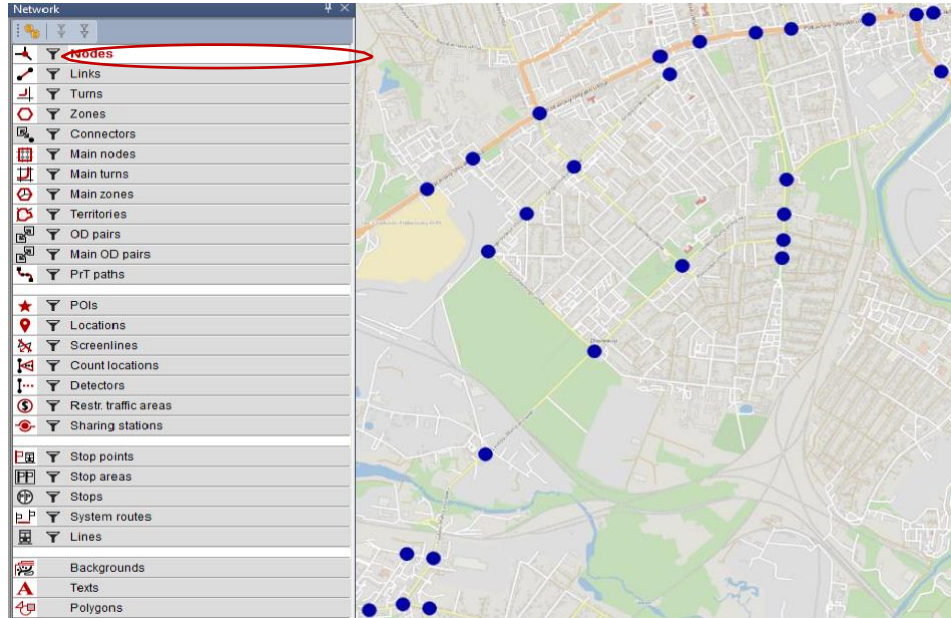 Network
Nodes
Links
Turns
Zones
Connectors
Main nodes
Main turns
Main zones
Territories
OD pairs
Main OD pairs
PrT paths
POIs
Locations
Screenlines
Count locations
Detectors
Restr. traffic areas
Sharing stations
Stop points
Stop areas
Stops
System routes
Lines
Backgrounds
Texts
Polygons